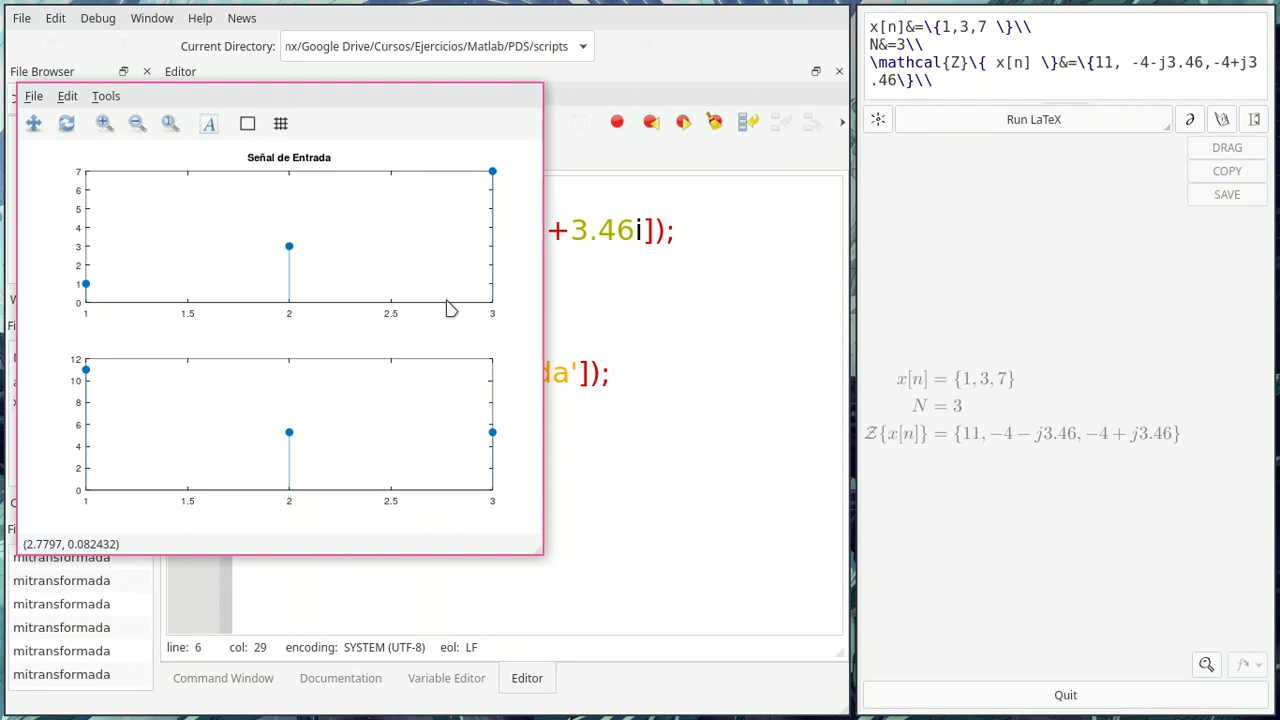 File Edit Debug Window Help News
Current Directory: nx/Google Drive/Cursos/Ejercicios/Matlab/PDS/scripts
File Browser
Editor
File Edit Tools
A
Señal de Entrada
7
6
5
4
3
2
1
0
1 1.5 2 2.5 3
12
10
8
6
4
2
0
1 1.5 2 2.5 3
(2.7797, 0.082432)
+3.46i]);
da']);
mitransformada
mitransformada
mitransformada
mitransformada
mitransformada
mitransformada
line: 6 col: 29 encoding: SYSTEM (UTF-8) eol: LF
Command Window Documentation Variable Editor Editor
x[n]&=\{1,3,7 \}\\
N&=3\\
\mathcal{Z}\{ x[n] \}&=\{11, -4-j3.46,-4+j3
.46\}\\
Run LaTeX
DRAG
COPY
SAVE
x[n] = {1, 3, 7}
N = 3
Z{x[n]} = {11, −4 − j3.46, −4 + j3.46}
Quit